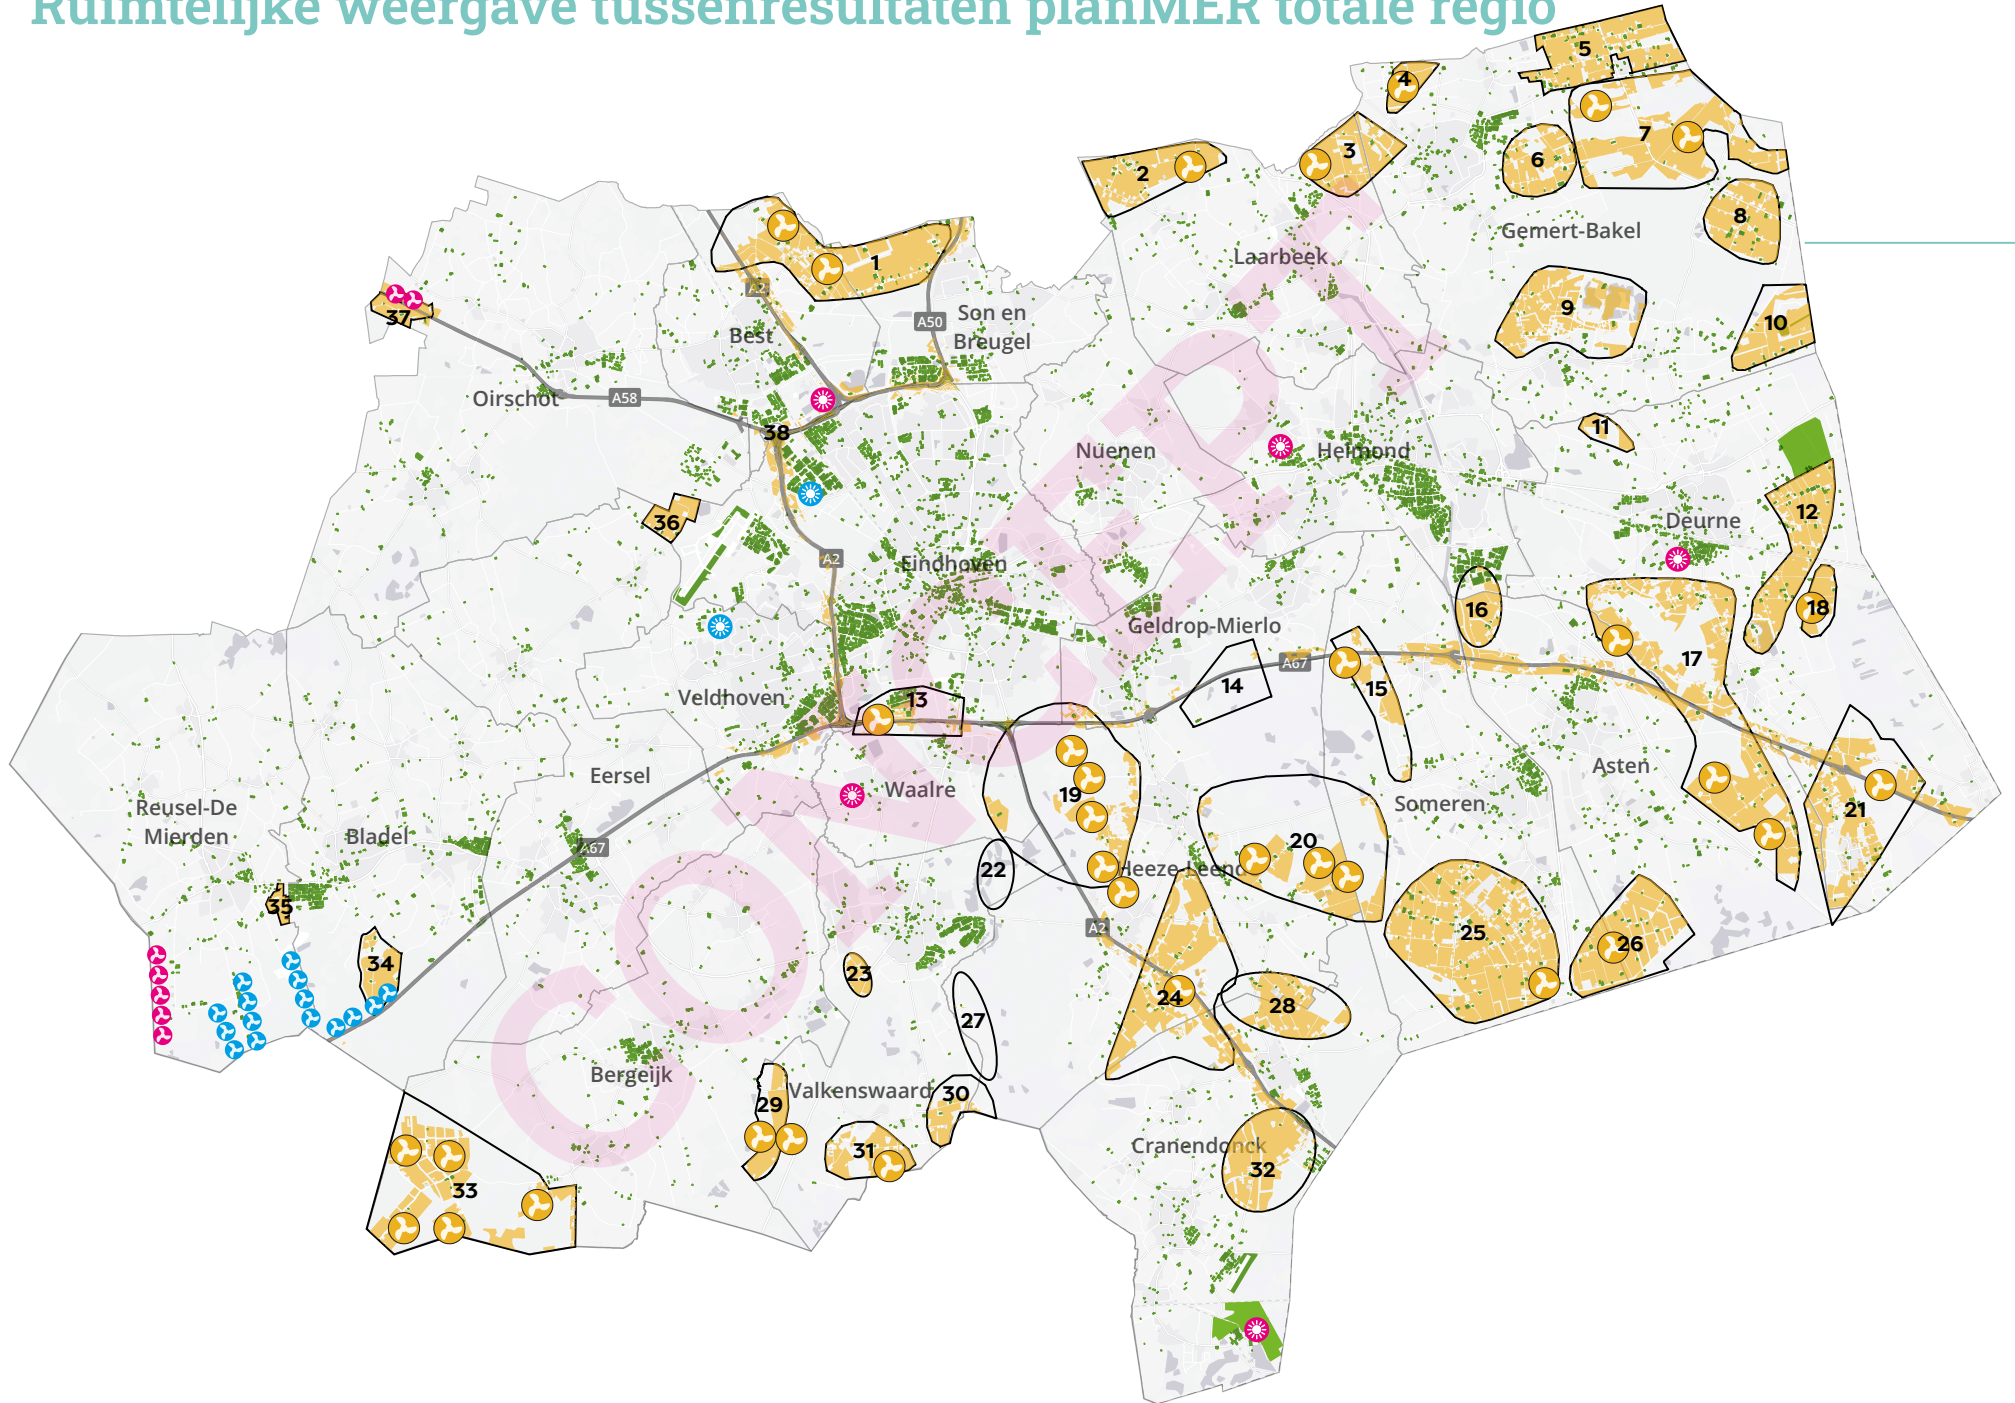 Ruimtelijke weergave tussenresultaten planMER totale regio
5
4
7
3
6
2
8
Gemert-Bakel
1
Laarbeek
A2
9
37
A50
Son en
Breugel
10
Best
Oirschot
A58
11
38
Nuenen
Helmond
12
36
Deurne
A2
Eindhoven
16
18
Geldrop-Mierlo
17
A67
14
15
Veldhoven
13
Eersel
Waalre
19
Asten
Someren
21
Reusel-De
Mierden
Bladel
A67
20
22
Heeze-Leende
35
A2
25
26
34
23
24
28
27
Bergeijk
Valkenswaard
30
29
31
Cranendonck
32
33
CONCEPT